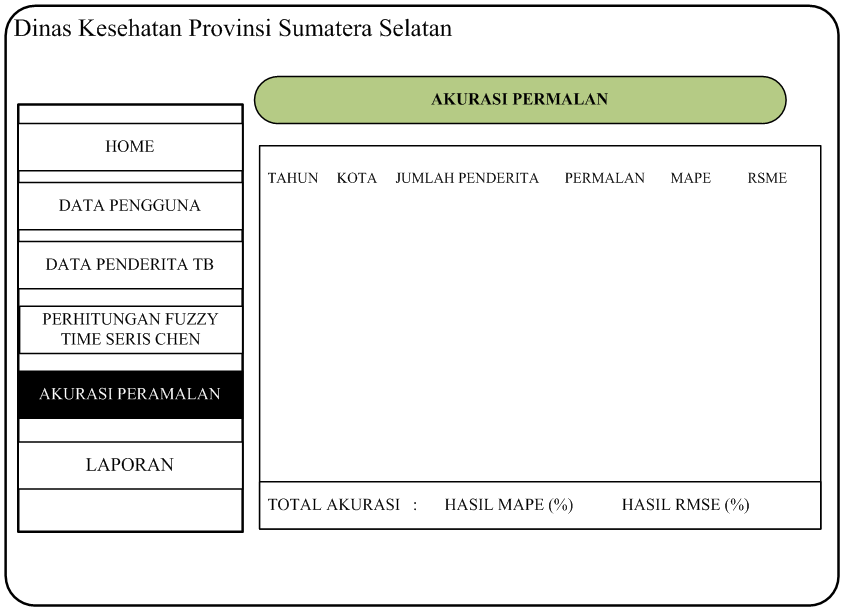 Dinas Kesehatan Provinsi Sumatera Selatan
AKURASI PERMALAN
HOME
DATA PENGGUNA
DATA PENDERITA TB
PERHITUNGAN FUZZY
TIME SERIS CHEN
AKURASI PERAMALAN
LAPORAN
TAHUN KOTA JUMLAH PENDERITA PERMALAN MAPE RSME
TOTAL AKURASI : HASIL MAPE (%) HASIL RMSE (%)